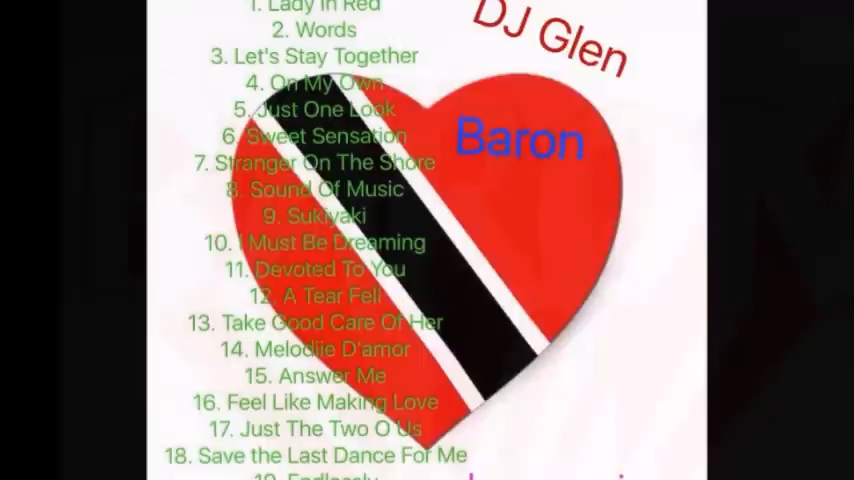 1. Lady In Red
2. Words
3. Let's Stay Together
4. On My Own
5. Just One Look
6. Sweet Sensation
7. Stranger On The Shore
8. Sound Of Music
9. Sukiyaki
10. I Must Be Dreaming
11. Devoted To You
12. A Tear Fell
13. Take Good Care Of Her
14. Melodiie D'amor
15. Answer Me
16. Feel Like Making Love
17. Just The Two O Us
18. Save the Last Dance For Me
19. Endlessly
DJ Glen
Baron